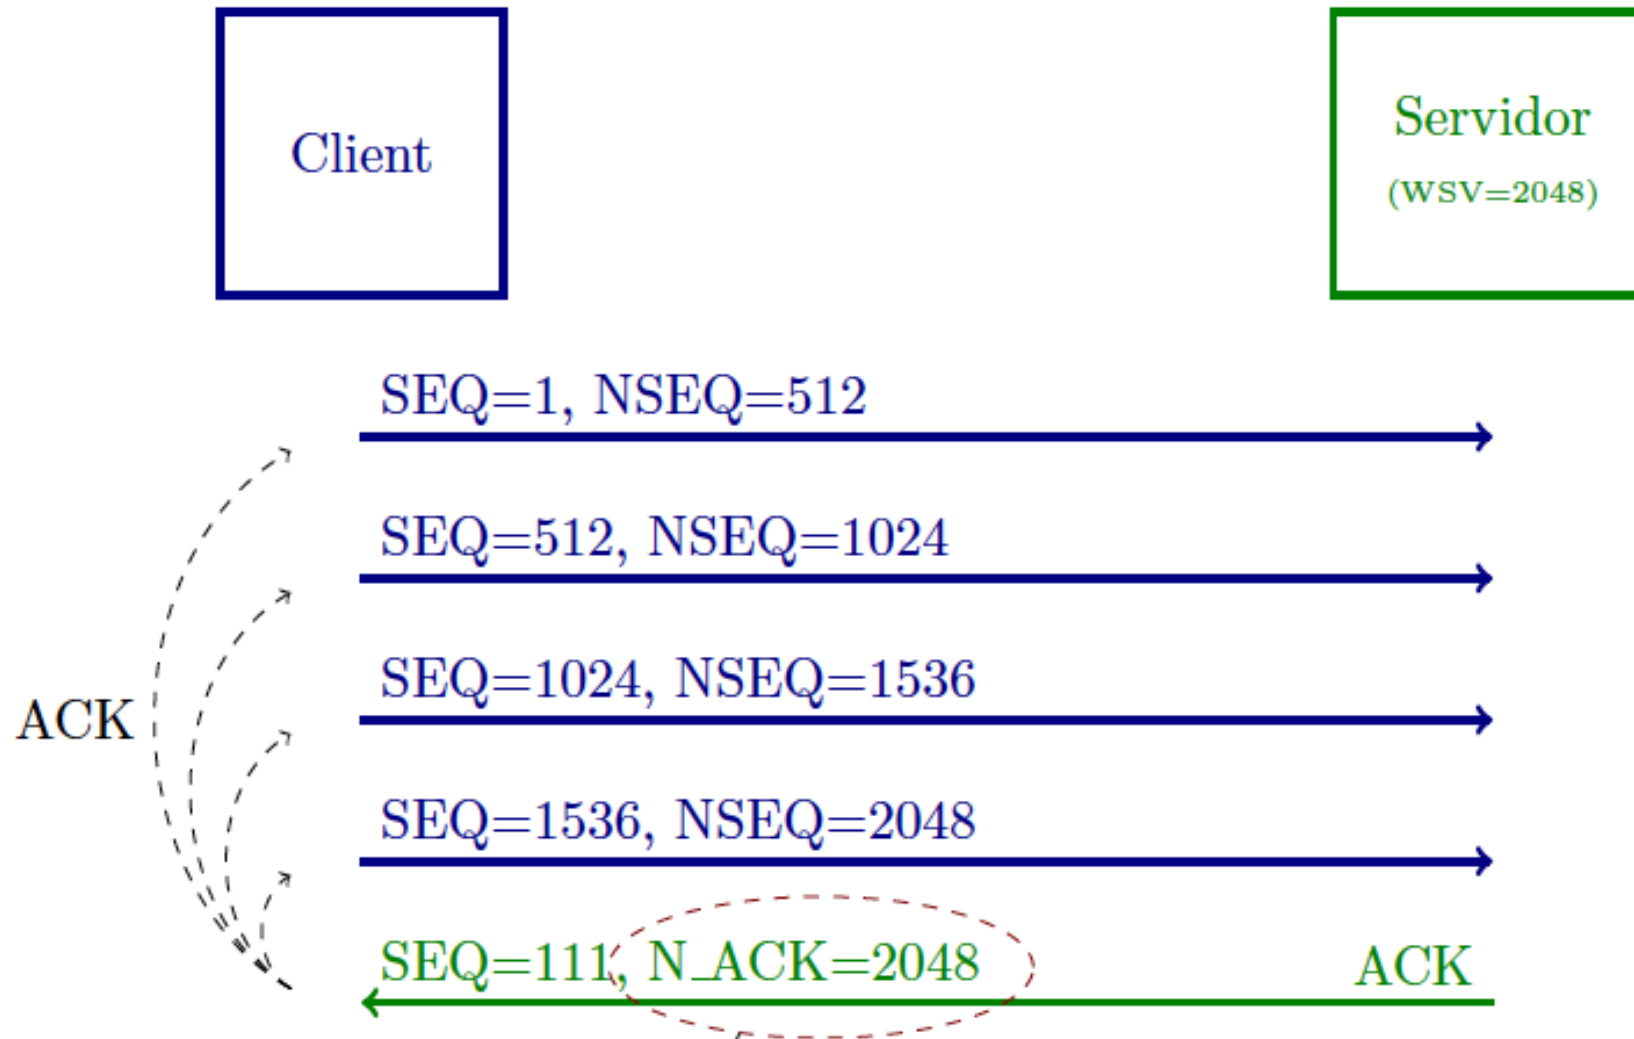 Client
Servidor
(WSV=2048)
SEQ=1, NSEQ=512
SEQ=512, NSEQ=1024
SEQ=1024, NSEQ=1536
ACK
SEQ=1536, NSEQ=2048
SEQ=111, N_ACK=2048
ACK